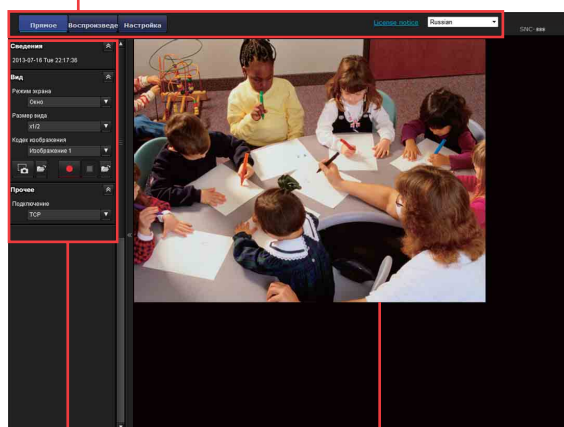 Прямое Воспроизведе Настройка License notice Russian
SNC-***
Сведения
2013-07-16 Tue 22:17:36
Вид
Режим экрана
Окно
Размер вида
x1/2
Кодек изображения
Изображение 1
Прочее
Подключение
TCP